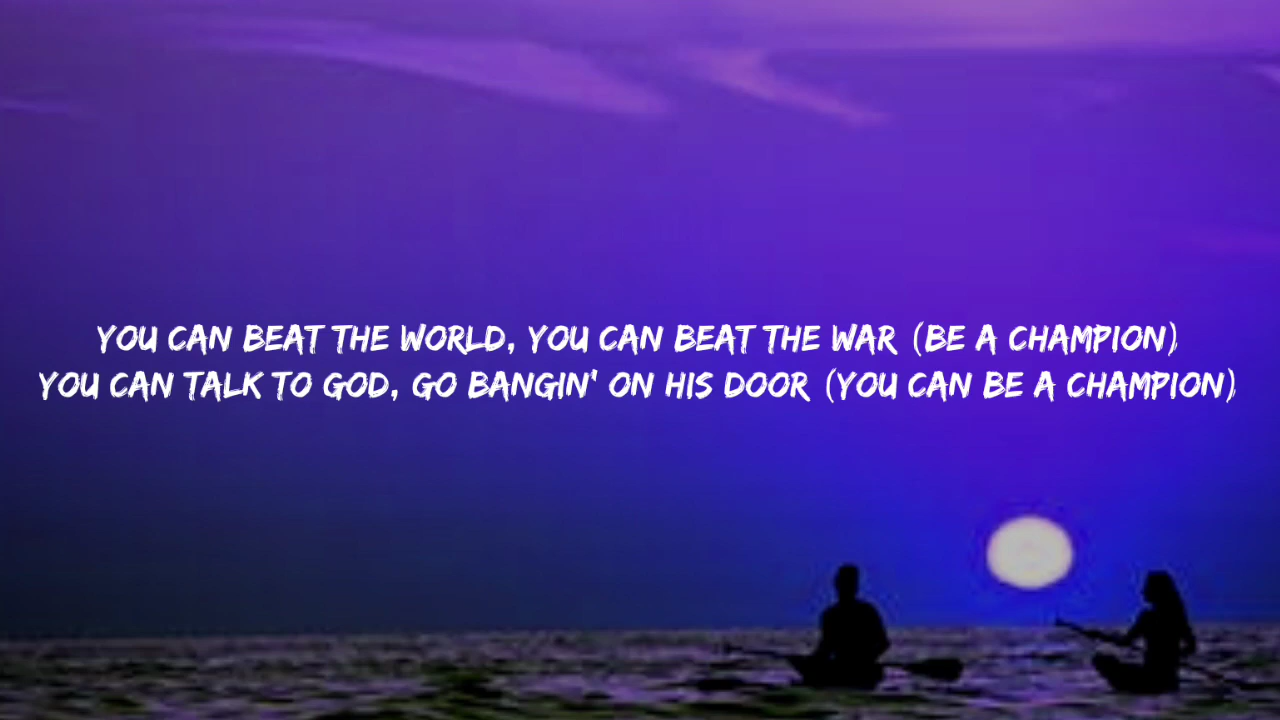 YOU CAN BEAT THE WORLD, YOU CAN BEAT THE WAR (BE A CHAMPION)
YOU CAN TALK TO GOD, GO BANGIN' ON HIS DOOR (YOU CAN BE A CHAMPION)